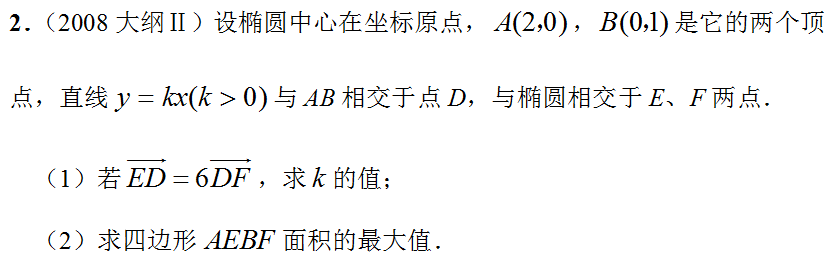 2.（2008 大纲Ⅱ）设椭圆中心在坐标原点，A(2,0)，B(0,1)是它的两个顶
点，直线 y = kx(k > 0)与 AB 相交于点 D，与椭圆相交于 E、F 两点．
（1）若$\overrightarrow{ED} = 6\overrightarrow{DF}$，求 k 的值；
（2）求四边形 AEBF 面积的最大值．